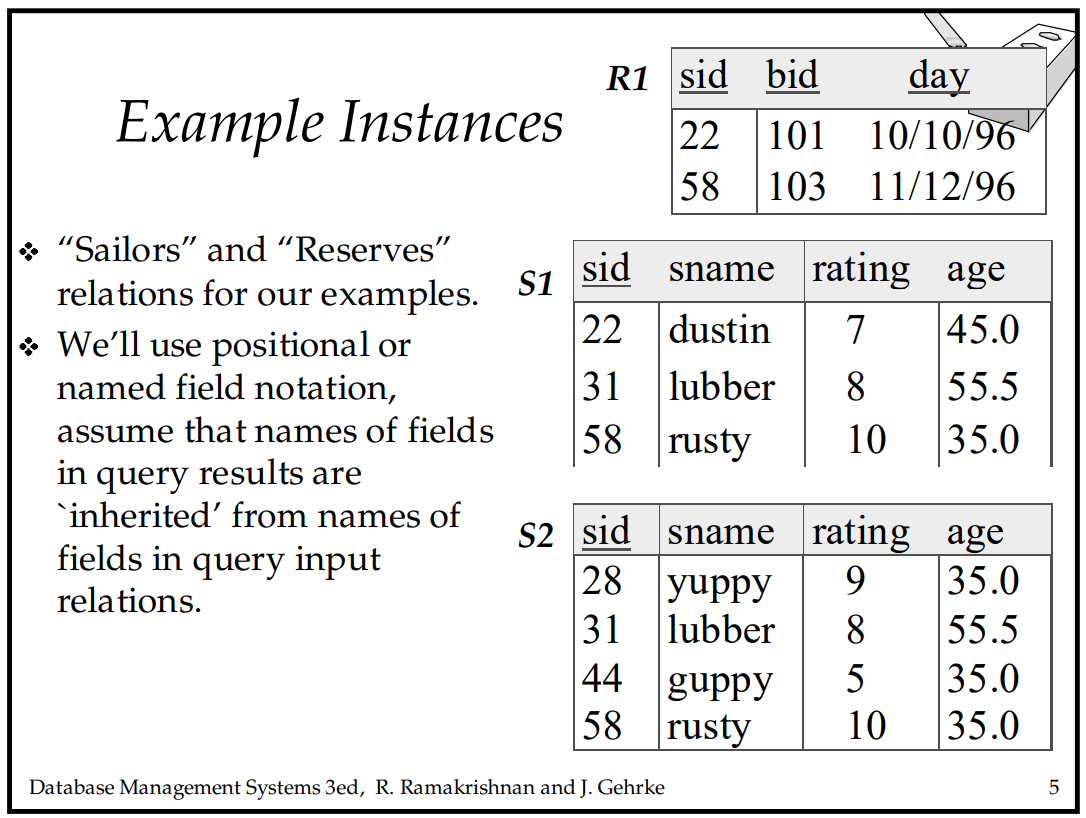 Example Instances
R1
sid bid day
22 101 10/10/96
58 103 11/12/96
❖ “Sailors” and “Reserves”
relations for our examples.
❖ We’ll use positional or
named field notation,
assume that names of fields
in query results are
`inherited’ from names of
fields in query input
relations.
S1
sid sname rating age
22 dustin 7 45.0
31 lubber 8 55.5
58 rusty 10 35.0
S2
sid sname rating age
28 yuppy 9 35.0
31 lubber 8 55.5
44 guppy 5 35.0
58 rusty 10 35.0
Database Management Systems 3ed, R. Ramakrishnan and J. Gehrke 5